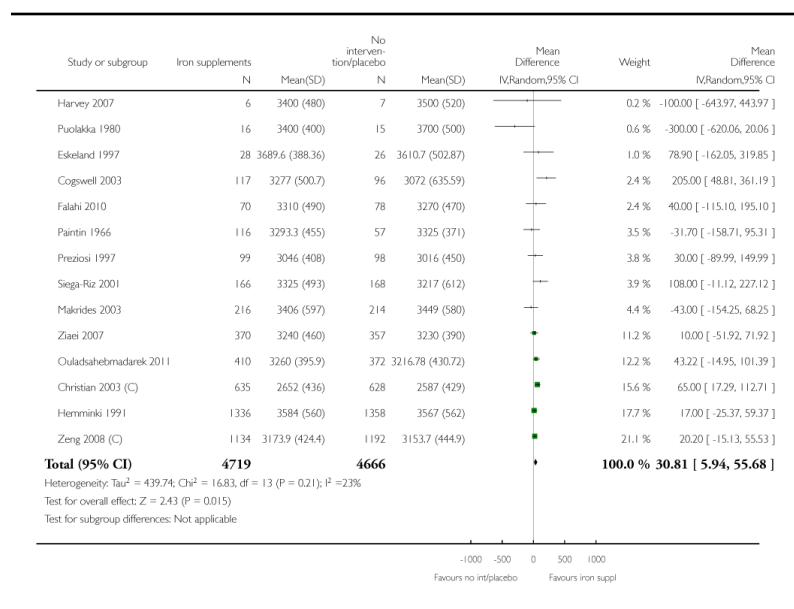 No
interven-
tion/placebo
Mean
Difference
Mean
Difference
Study or subgroup Iron supplements Weight
N Mean(SD) N Mean(SD) IV,Random,95% CI IV,Random,95% CI
Harvey 2007 6 3400 (480) 7 3500 (520) 0.2 % -100.00 [ -643.97, 443.97 ]
Puolakka 1980 16 3400 (400) 15 3700 (500) 0.6 % -300.00 [ -620.06, 20.06 ]
Eskeland 1997 28 3689.6 (388.36) 26 3610.7 (502.87) 1.0 % 78.90 [ -162.05, 319.85 ]
Cogswell 2003 117 3277 (500.7) 96 3072 (635.59) 2.4 % 205.00 [ 48.81, 361.19 ]
Falahi 2010 70 3310 (490) 78 3270 (470) 2.4 % 40.00 [ -115.10, 195.10 ]
Paintin 1966 116 3293.3 (455) 57 3325 (371) 3.5 % -31.70 [ -158.71, 95.31 ]
Preziosi 1997 99 3046 (408) 98 3016 (450) 3.8 % 30.00 [ -89.99, 149.99 ]
Siega-Riz 2001 166 3325 (493) 168 3217 (612) 3.9 % 108.00 [ -11.12, 227.12 ]
Makrides 2003 216 3406 (597) 214 3449 (580) 4.4 % -43.00 [ -154.25, 68.25 ]
Ziaei 2007 370 3240 (460) 357 3230 (390) 11.2 % 10.00 [ -51.92, 71.92 ]
Ouladsahebmadarek 2011 410 3260 (395.9) 372 3216.78 (430.72) 12.2 % 43.22 [ -14.95, 101.39 ]
Christian 2003 (C) 635 2652 (436) 628 2587 (429) 15.6 % 65.00 [ 17.29, 112.71 ]
Hemminki 1991 1336 3584 (560) 1358 3567 (562) 17.7 % 17.00 [ -25.37, 59.37 ]
Zeng 2008 (C) 1134 3173.9 (424.4) 1192 3153.7 (444.9) 21.1 % 20.20 [ -15.13, 55.53 ]
Total (95% CI) 4719 4666 100.0 % 30.81 [ 5.94, 55.68 ]
Heterogeneity: Tau² = 439.74; Chi² = 16.83, df = 13 (P = 0.21); I² =23%
Test for overall effect: Z = 2.43 (P = 0.015)
Test for subgroup differences: Not applicable
-1000 -500 0 500 1000
Favours no int/placebo Favours iron suppl